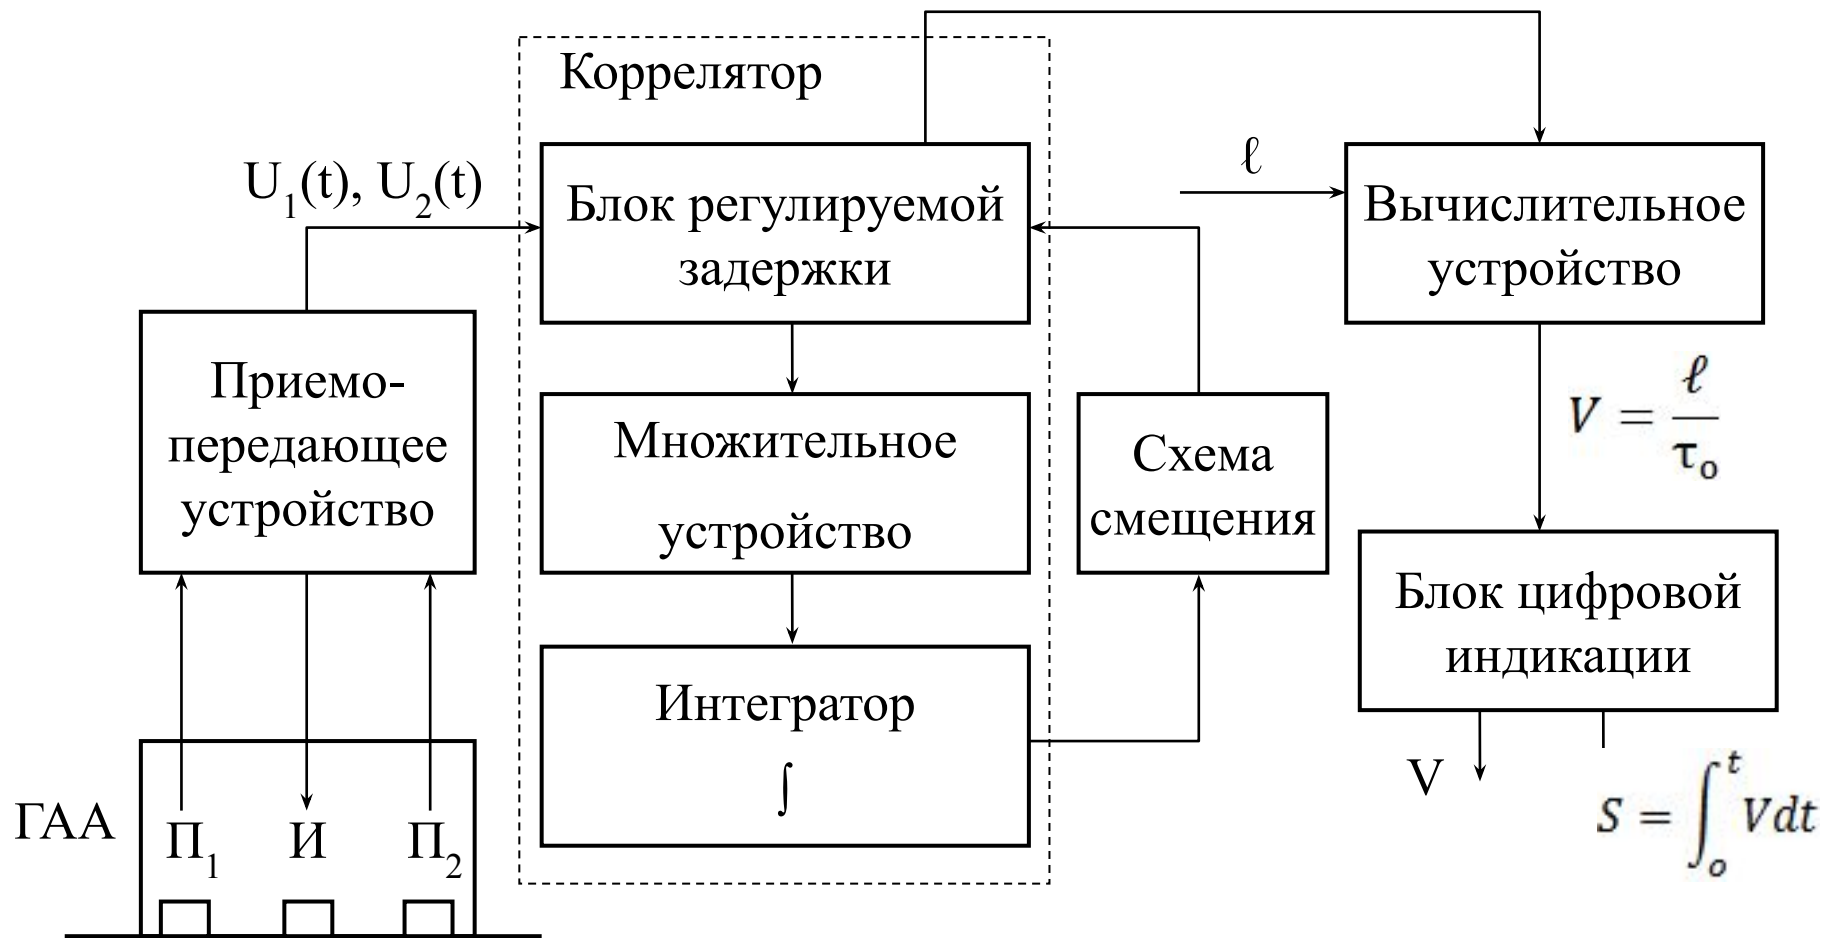 Коррелятор
U₁(t), U₂(t)
ℓ
Блок регулируемой
задержки
Вычислительное
устройство
Приемо-
передающее
устройство
Множительное
устройство
Схема
смещения
V = ℓ/τₒ
Блок цифровой
индикации
Интегратор
∫
V
S = ∫ₒᵗ Vdt
ГАА
П₁ И П₂